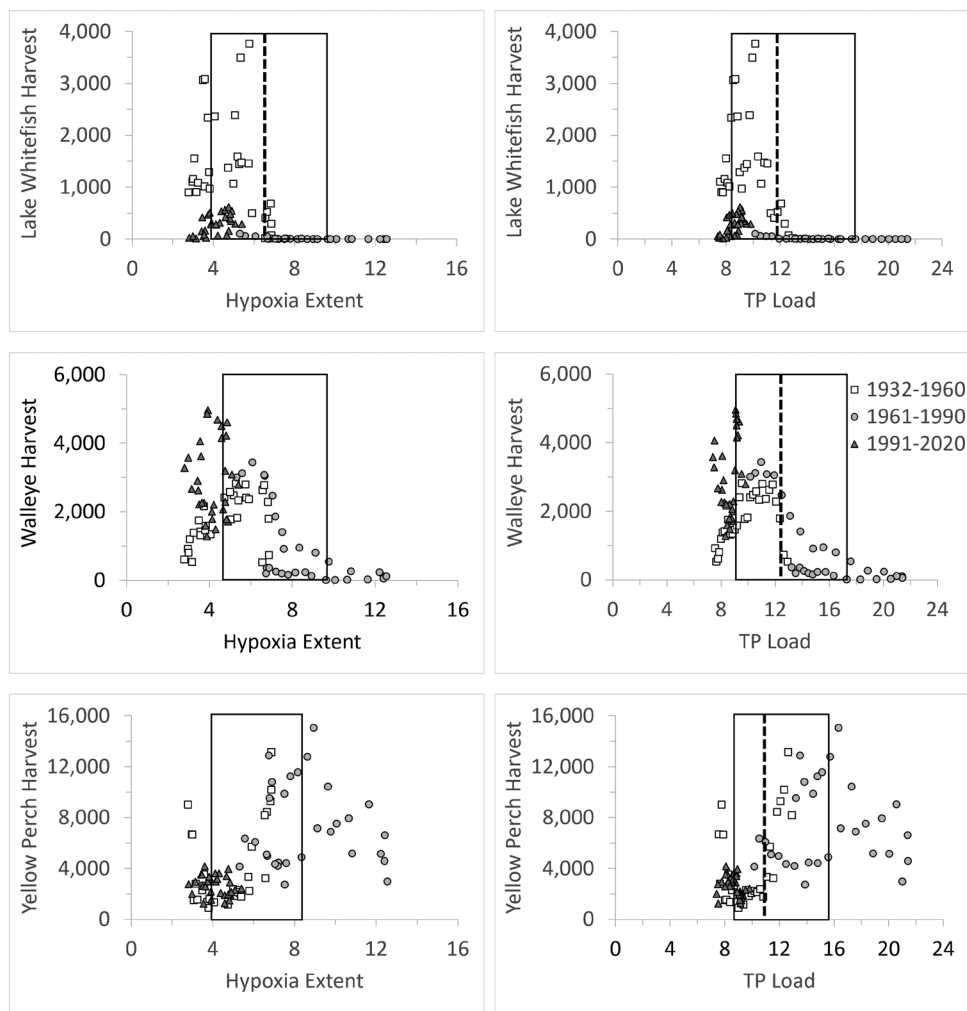 Lake Whitefish Harvest
4,000
3,000
2,000
1,000
0
0 4 8 12 16
Hypoxia Extent
Lake Whitefish Harvest
4,000
3,000
2,000
1,000
0
0 4 8 12 16 20 24
TP Load
Walleye Harvest
6,000
4,000
2,000
0
0 4 8 12 16
Hypoxia Extent
Walleye Harvest
6,000
4,000
2,000
0
0 4 8 12 16 20 24
TP Load
1932-1960
1961-1990
1991-2020
Yellow Perch Harvest
16,000
12,000
8,000
4,000
0
0 4 8 12 16
Hypoxia Extent
Yellow Perch Harvest
16,000
12,000
8,000
4,000
0
0 4 8 12 16 20 24
TP Load